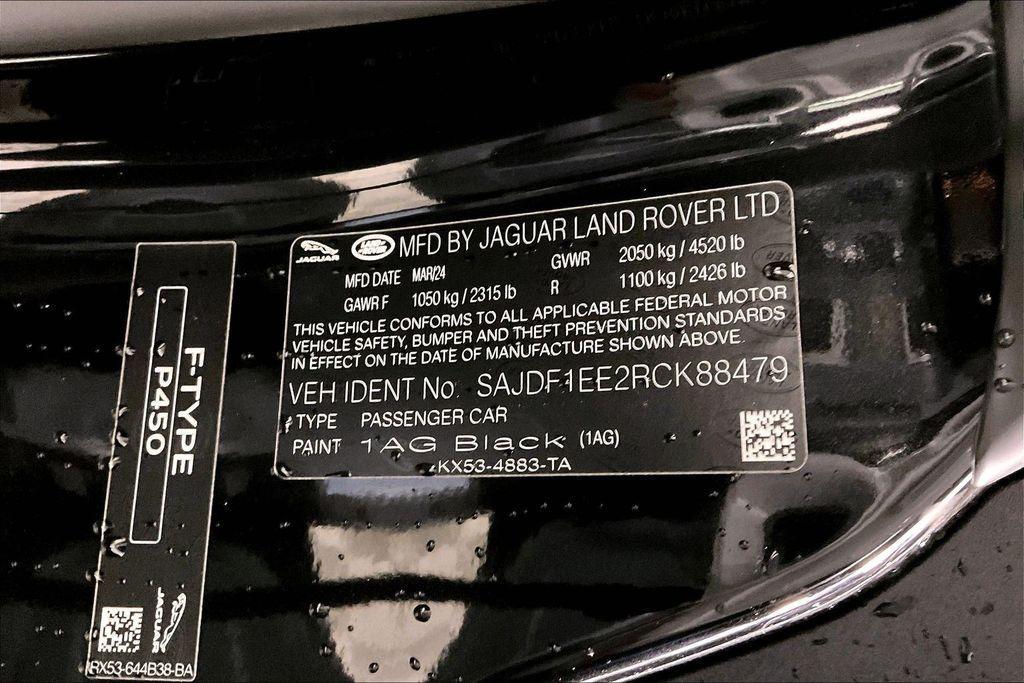 JAGUAR LAND ROVER MFD BY JAGUAR LAND ROVER LTD
MFD DATE MAR/24 GVWR 2050 kg / 4520 lb
GAWR F 1050 kg / 2315 lb R 1100 kg / 2426 lb
THIS VEHICLE CONFORMS TO ALL APPLICABLE FEDERAL MOTOR
VEHICLE SAFETY, BUMPER AND THEFT PREVENTION STANDARDS
IN EFFECT ON THE DATE OF MANUFACTURE SHOWN ABOVE.
VEH IDENT No. SAJDF1EE2RCK88479
TYPE PASSENGER CAR
PAINT 1AG Black (1AG)
KX53-4883-TA
F-TYPE
P450
JAGUAR
RX53-644B38-BA